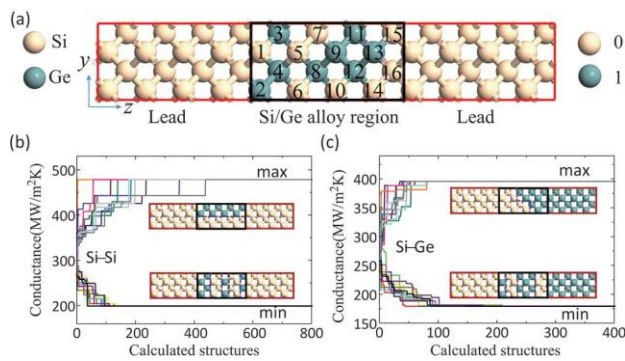 (a)
Si
Ge
y
z
3 7 11 15
1 5 9 13
4 8 12 16
2 6 10 14
0
1
Lead
Si/Ge alloy region
Lead
(b)
Conductance(MW/m²K)
500
400
300
200
max
Si–Si
min
0 200 400 600 800
Calculated structures
(c)
Conductance(MW/m²K)
400
350
300
250
200
150
max
Si–Ge
min
0 200 400 600
Calculated structures